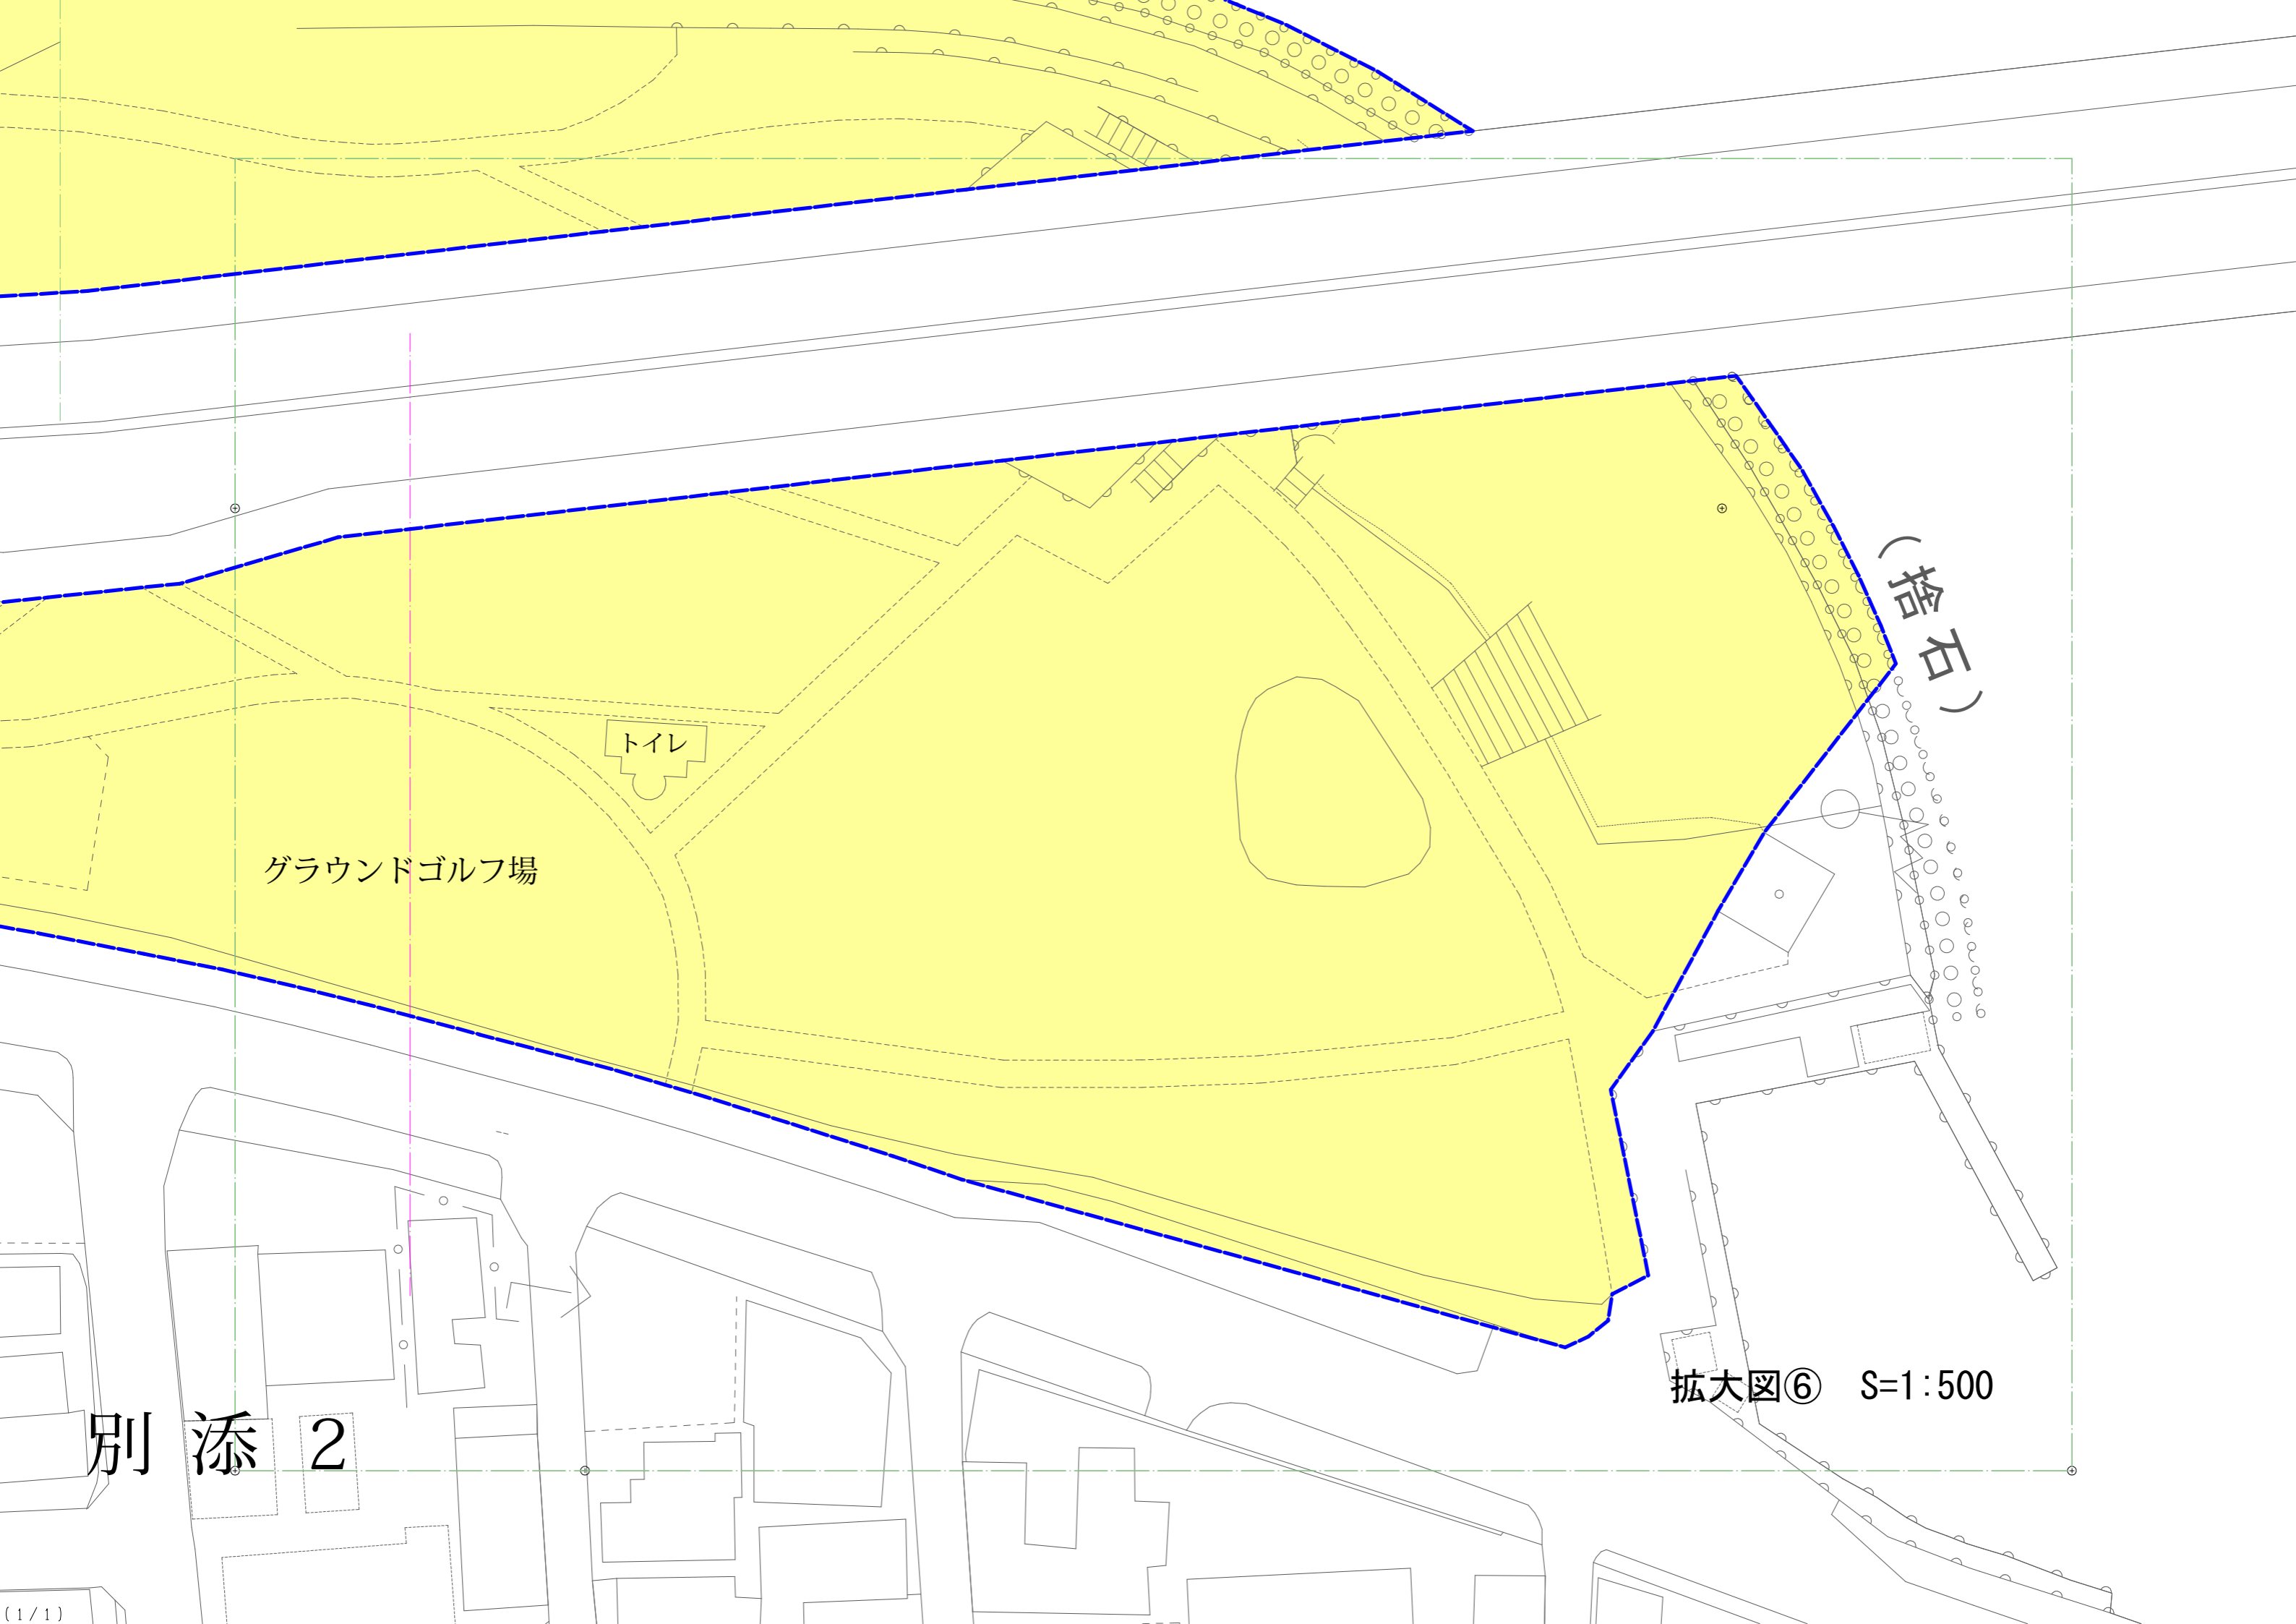 （捨石）
トイレ
グラウンドゴルフ場
拡大図⑥　S=1:500
別 添 ２
(1/1)